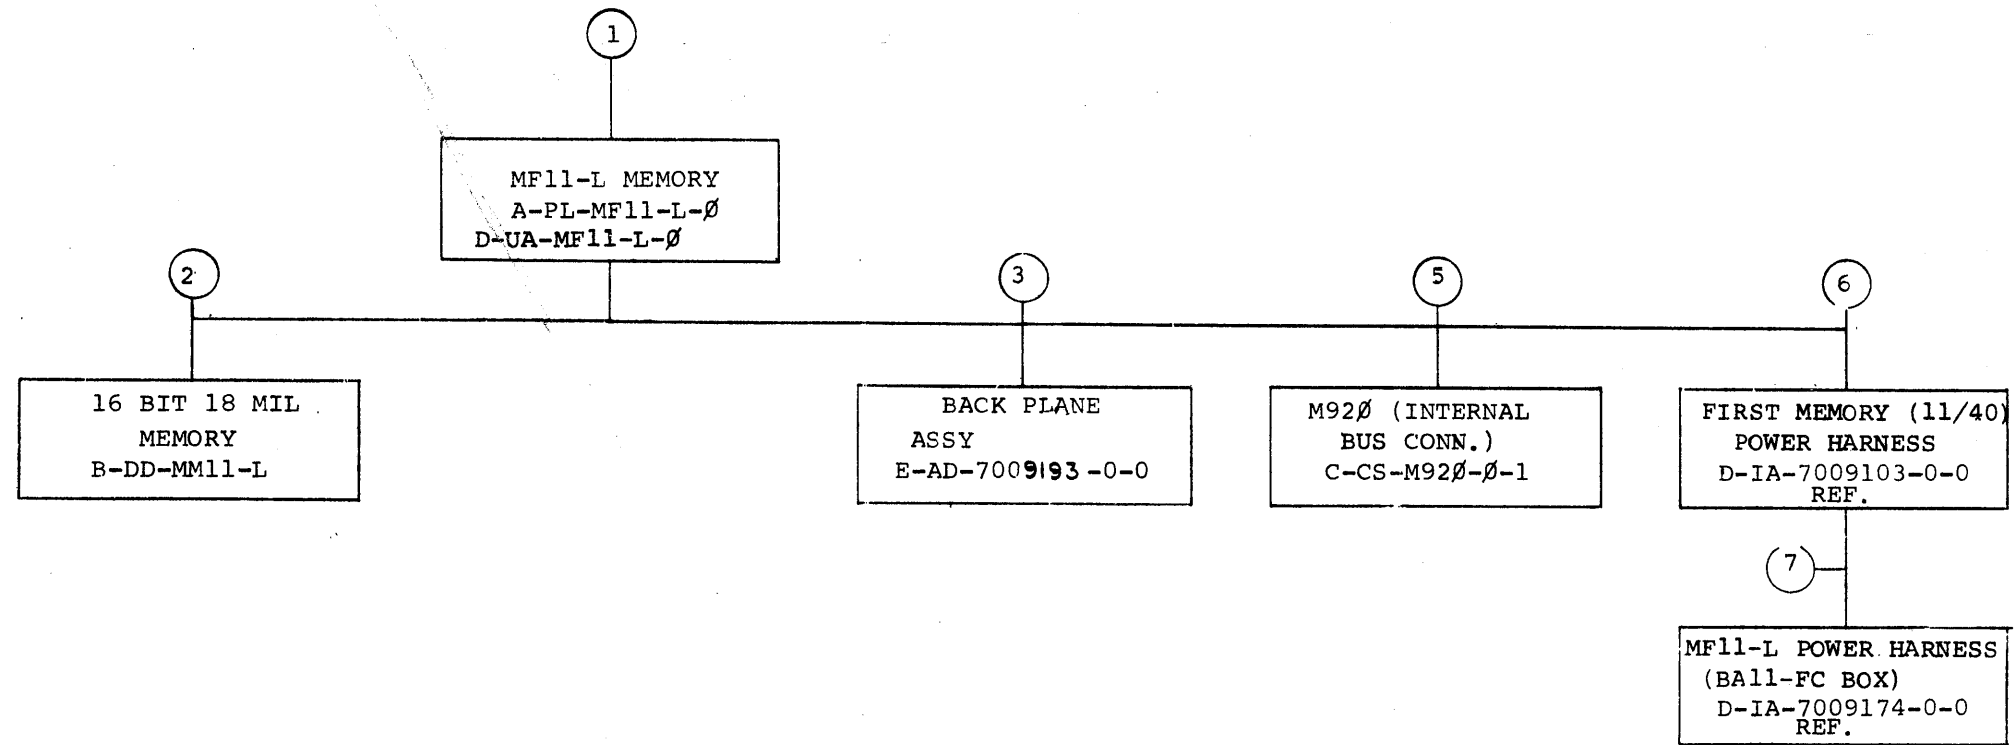 1
MF11-L MEMORY
A-PL-MF11-L-Ø
D-UA-MF11-L-Ø
2
3
5
6
16 BIT 18 MIL
MEMORY
B-DD-MM11-L
BACK PLANE
ASSY
E-AD-7009193-0-0
M92Ø (INTERNAL
BUS CONN.)
C-CS-M92Ø-Ø-1
FIRST MEMORY (11/40)
POWER HARNESS
D-IA-7009103-0-0
REF.
7
MF11-L POWER HARNESS
(BA11-FC BOX)
D-IA-7009174-0-0
REF.